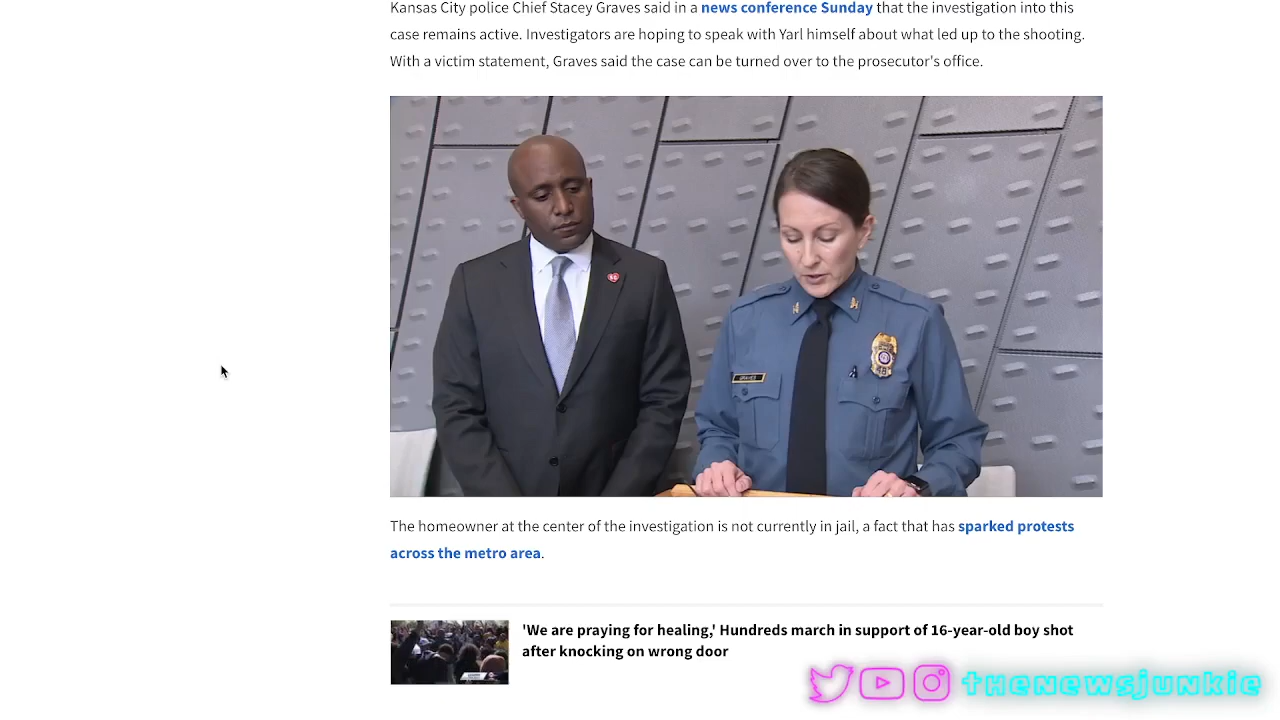 Kansas City police Chief Stacey Graves said in a news conference Sunday that the investigation into this
case remains active. Investigators are hoping to speak with Yarl himself about what led up to the shooting.
With a victim statement, Graves said the case can be turned over to the prosecutor's office.
GRAVES
The homeowner at the center of the investigation is not currently in jail, a fact that has sparked protests
across the metro area.
'We are praying for healing,' Hundreds march in support of 16-year-old boy shot
after knocking on wrong door
thenewsjunkie